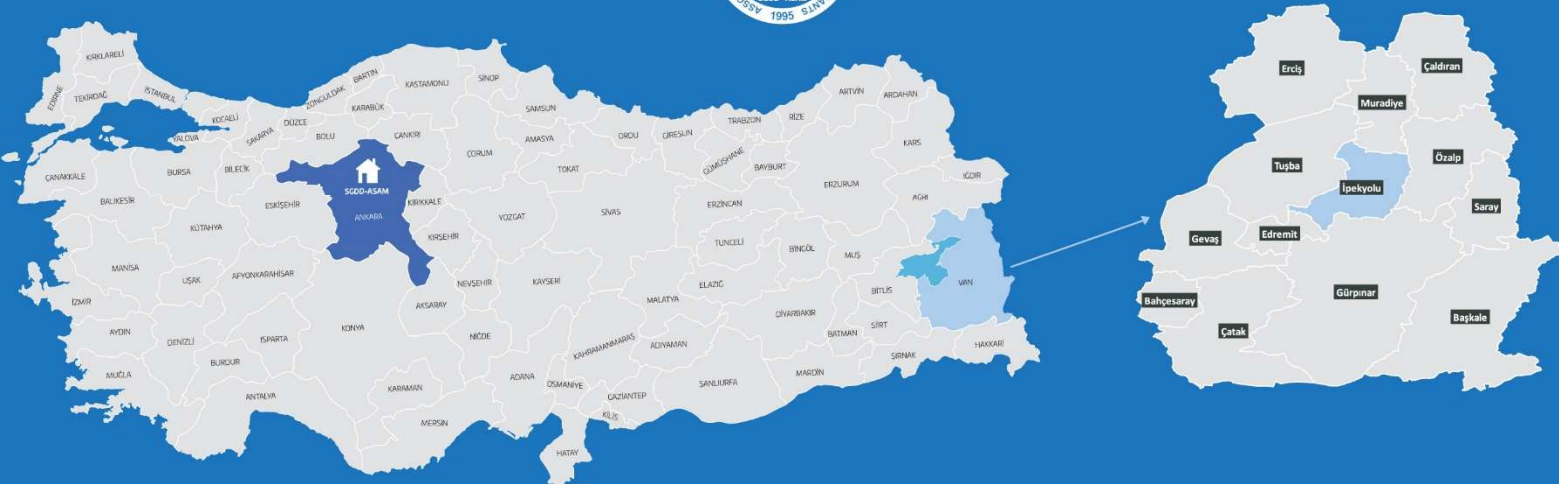 1995
ANTS
KIRKLARELİ
EDİRNE
TEKİRDAĞ
İSTANBUL
KOCAELİ
YALOVA
SAKARYA
DÜZCE
ZONGULDAK
BARTIN
KARABÜK
BOLU
KASTAMONU
SİNOP
ÇANKIRI
SAMSUN
AMASYA
ÇORUM
TOKAT
ORDU
GİRESUN
TRABZON
RİZE
ARTVİN
ARDAHAN
KARS
GÜMÜŞHANE
BAYBURT
ERZURUM
IĞDIR
AĞRI
ÇANAKKALE
BALIKESİR
BURSA
BİLECİK
ESKİŞEHİR
KÜTAHYA
SGDD-ASAM
ANKARA
KIRIKKALE
KIRŞEHİR
YOZGAT
SİVAS
ERZİNCAN
TUNCELİ
BİNGÖL
MUŞ
BİTLİS
VAN
MANİSA
UŞAK
AFYONKARAHİSAR
İZMİR
AYDIN
DENİZLİ
ISPARTA
BURDUR
MUĞLA
ANTALYA
KONYA
AKSARAY
NEVŞEHİR
KAYSERİ
NİĞDE
MALATYA
ELAZIĞ
DİYARBAKIR
BATMAN
SİİRT
ŞIRNAK
HAKKARİ
KAHRAMANMARAŞ
ADIYAMAN
MARDİN
ŞANLIURFA
GAZİANTEP
KİLİS
OSMANİYE
ADANA
KARAMAN
MERSİN
HATAY
Erciş
Çaldıran
Muradiye
Tuşba
Özalp
İpekyolu
Saray
Gevaş
Edremit
Bahçesaray
Gürpınar
Çatak
Başkale